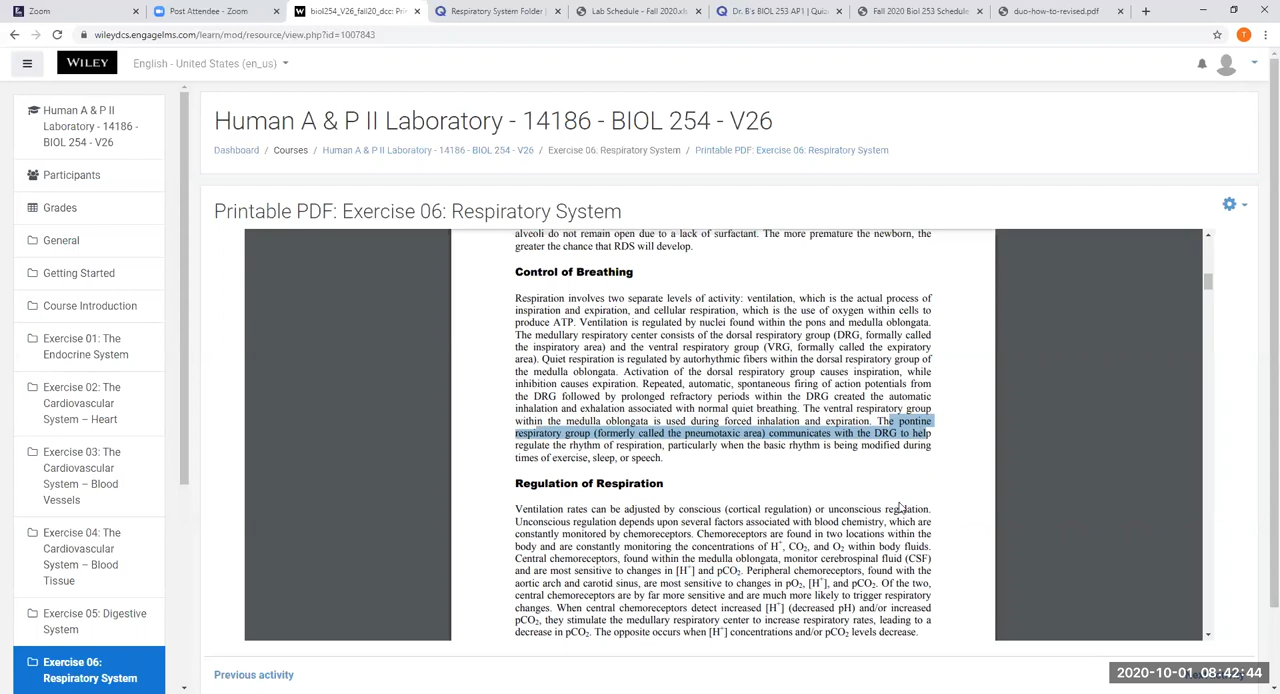 Zoom
Post Attendee - Zoom
biol254_V26_fall20_dcc: Pri
Respiratory System Folder |
Lab Schedule - Fall 2020.xls
Dr. B's BIOL 253 AP1 | Quiz
Fall 2020 Biol 253 Schedule
duo-how-to-revised.pdf
wileydcs.engagelms.com/learn/mod/resource/view.php?id=1007843
T
WILEY
English - United States (en_us)
Human A & P II
Laboratory - 14186 -
BIOL 254 - V26
Participants
Grades
General
Getting Started
Course Introduction
Exercise 01: The
Endocrine System
Exercise 02: The
Cardiovascular
System – Heart
Exercise 03: The
Cardiovascular
System – Blood
Vessels
Exercise 04: The
Cardiovascular
System – Blood
Tissue
Exercise 05: Digestive
System
Exercise 06:
Respiratory System
Human A & P II Laboratory - 14186 - BIOL 254 - V26
Dashboard / Courses / Human A & P II Laboratory - 14186 - BIOL 254 - V26 / Exercise 06: Respiratory System / Printable PDF: Exercise 06: Respiratory System
Printable PDF: Exercise 06: Respiratory System
alveoli do not remain open due to a lack of surfactant. The more premature the newborn, the
greater the chance that RDS will develop.
Control of Breathing
Respiration involves two separate levels of activity: ventilation, which is the actual process of
inspiration and expiration, and cellular respiration, which is the use of oxygen within cells to
produce ATP. Ventilation is regulated by nuclei found within the pons and medulla oblongata.
The medullary respiratory center consists of the dorsal respiratory group (DRG, formally called
the inspiratory area) and the ventral respiratory group (VRG, formally called the expiratory
area). Quiet respiration is regulated by autorhythmic fibers within the dorsal respiratory group of
the medulla oblongata. Activation of the dorsal respiratory group causes inspiration, while
inhibition causes expiration. Repeated, automatic, spontaneous firing of action potentials from
the DRG followed by prolonged refractory periods within the DRG created the automatic
inhalation and exhalation associated with normal quiet breathing. The ventral respiratory group
within the medulla oblongata is used during forced inhalation and expiration. The pontine
respiratory group (formerly called the pneumotaxic area) communicates with the DRG to help
regulate the rhythm of respiration, particularly when the basic rhythm is being modified during
times of exercise, sleep, or speech.
Regulation of Respiration
Ventilation rates can be adjusted by conscious (cortical regulation) or unconscious regulation.
Unconscious regulation depends upon several factors associated with blood chemistry, which are
constantly monitored by chemoreceptors. Chemoreceptors are found in two locations within the
body and are constantly monitoring the concentrations of H⁺, CO₂, and O₂ within body fluids.
Central chemoreceptors, found within the medulla oblongata, monitor cerebrospinal fluid (CSF)
and are most sensitive to changes in [H⁺] and pCO₂. Peripheral chemoreceptors, found with the
aortic arch and carotid sinus, are most sensitive to changes in pO₂, [H⁺], and pCO₂. Of the two,
central chemoreceptors are by far more sensitive and are much more likely to trigger respiratory
changes. When central chemoreceptors detect increased [H⁺] (decreased pH) and/or increased
pCO₂, they stimulate the medullary respiratory center to increase respiratory rates, leading to a
decrease in pCO₂. The opposite occurs when [H⁺] concentrations and/or pCO₂ levels decrease.
Previous activity
2020-10-01 08:42:44